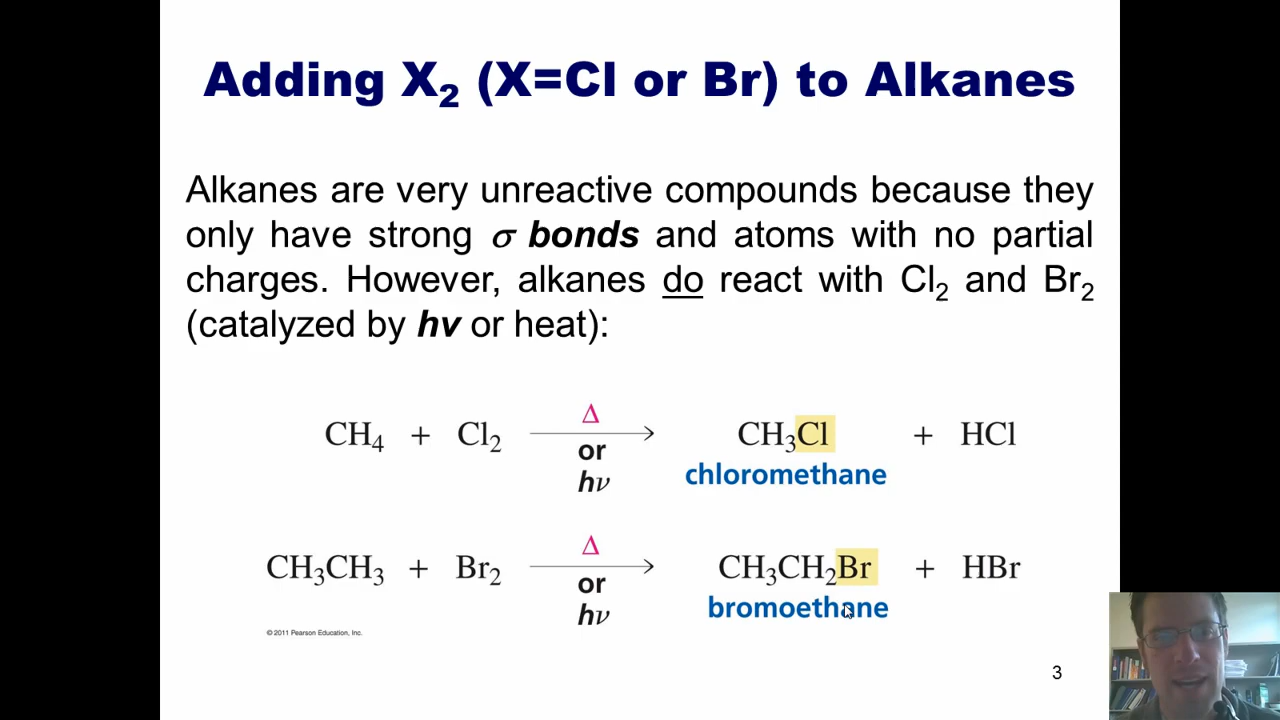 Adding X₂ (X=Cl or Br) to Alkanes
Alkanes are very unreactive compounds because they
only have strong σ bonds and atoms with no partial
charges. However, alkanes do react with Cl₂ and Br₂
(catalyzed by hv or heat):
Δ
CH₄ + Cl₂ → CH₃Cl + HCl
or
hν
chloromethane
Δ
CH₃CH₃ + Br₂ → CH₃CH₂Br + HBr
or
hν
bromoethane
© 2011 Pearson Education, Inc.
3